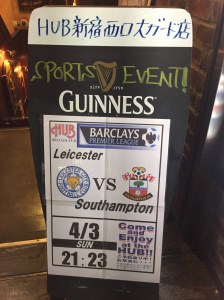 HUB新宿西口大ガード店
SPORTS EVENT!
GUINNESS
HUB
BARCLAYS
PREMIER LEAGUE
Leicester
VS
Southampton
4/3
SUN
21:23
Come
and
Enjoy
at the
HUB!!